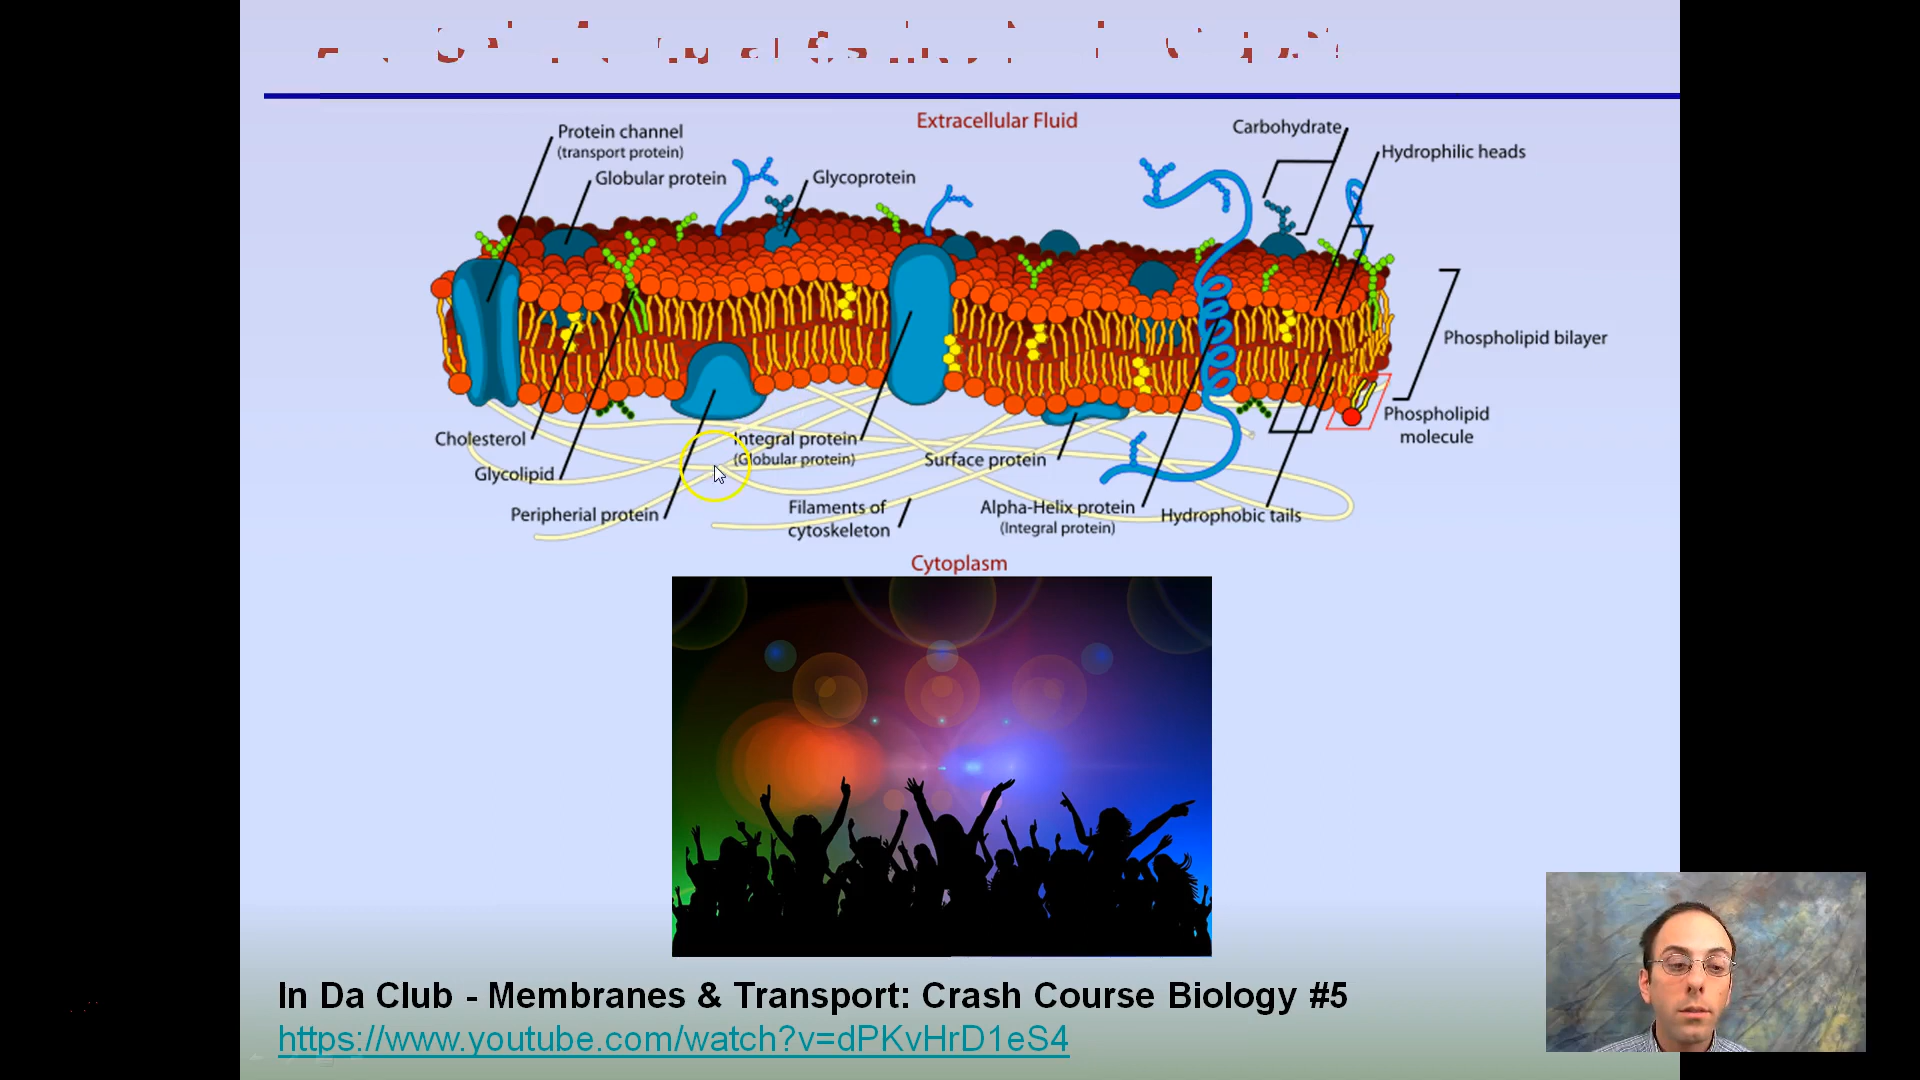 Extracellular Fluid
Protein channel
(transport protein)
Carbohydrate
Hydrophilic heads
Globular protein
Glycoprotein
Phospholipid bilayer
Phospholipid
molecule
Cholesterol
Integral protein
(Globular protein)
Surface protein
Glycolipid
Peripherial protein
Filaments of
cytoskeleton
Alpha-Helix protein
(Integral protein)
Hydrophobic tails
Cytoplasm
In Da Club - Membranes & Transport: Crash Course Biology #5
https://www.youtube.com/watch?v=dPKvHrD1eS4